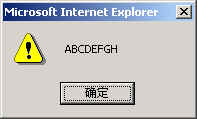 Microsoft Internet Explorer
ABCDEFGH
确定